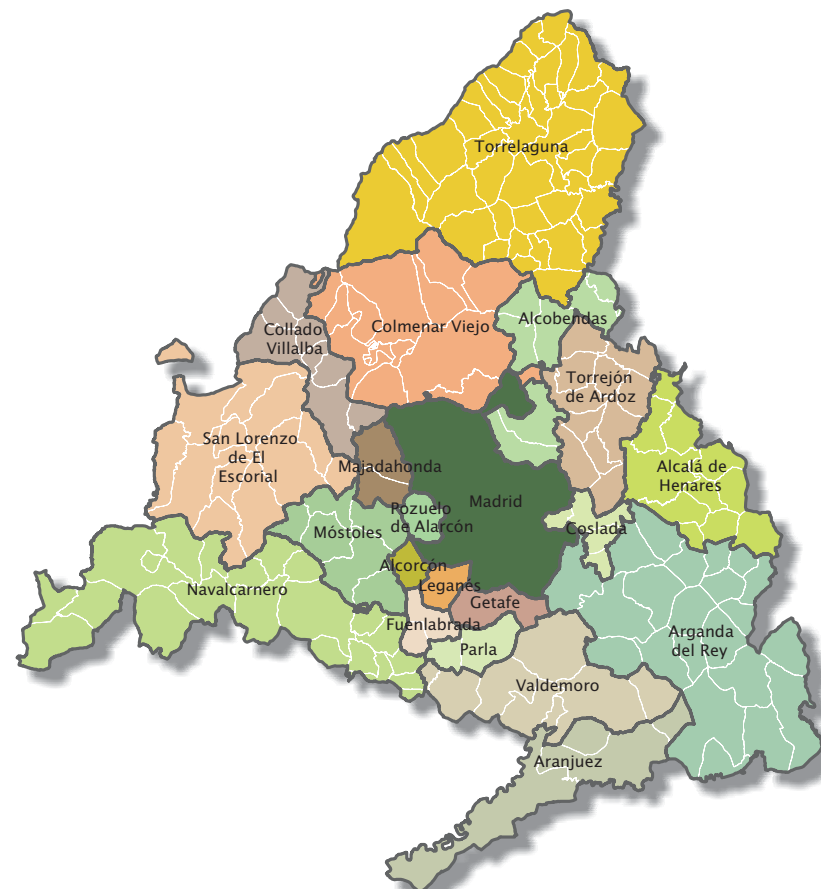 Torrelaguna
Alcobendas
Colmenar Viejo
Collado
Villalba
Torrejón
de Ardoz
San Lorenzo
de El
Escorial
Majadahonda
Alcalá de
Henares
Madrid
Pozuelo
de Alarcón
Móstoles
Coslada
Alcorcón
Leganés
Navalcarnero
Getafe
Fuenlabrada
Arganda
del Rey
Parla
Valdemoro
Aranjuez